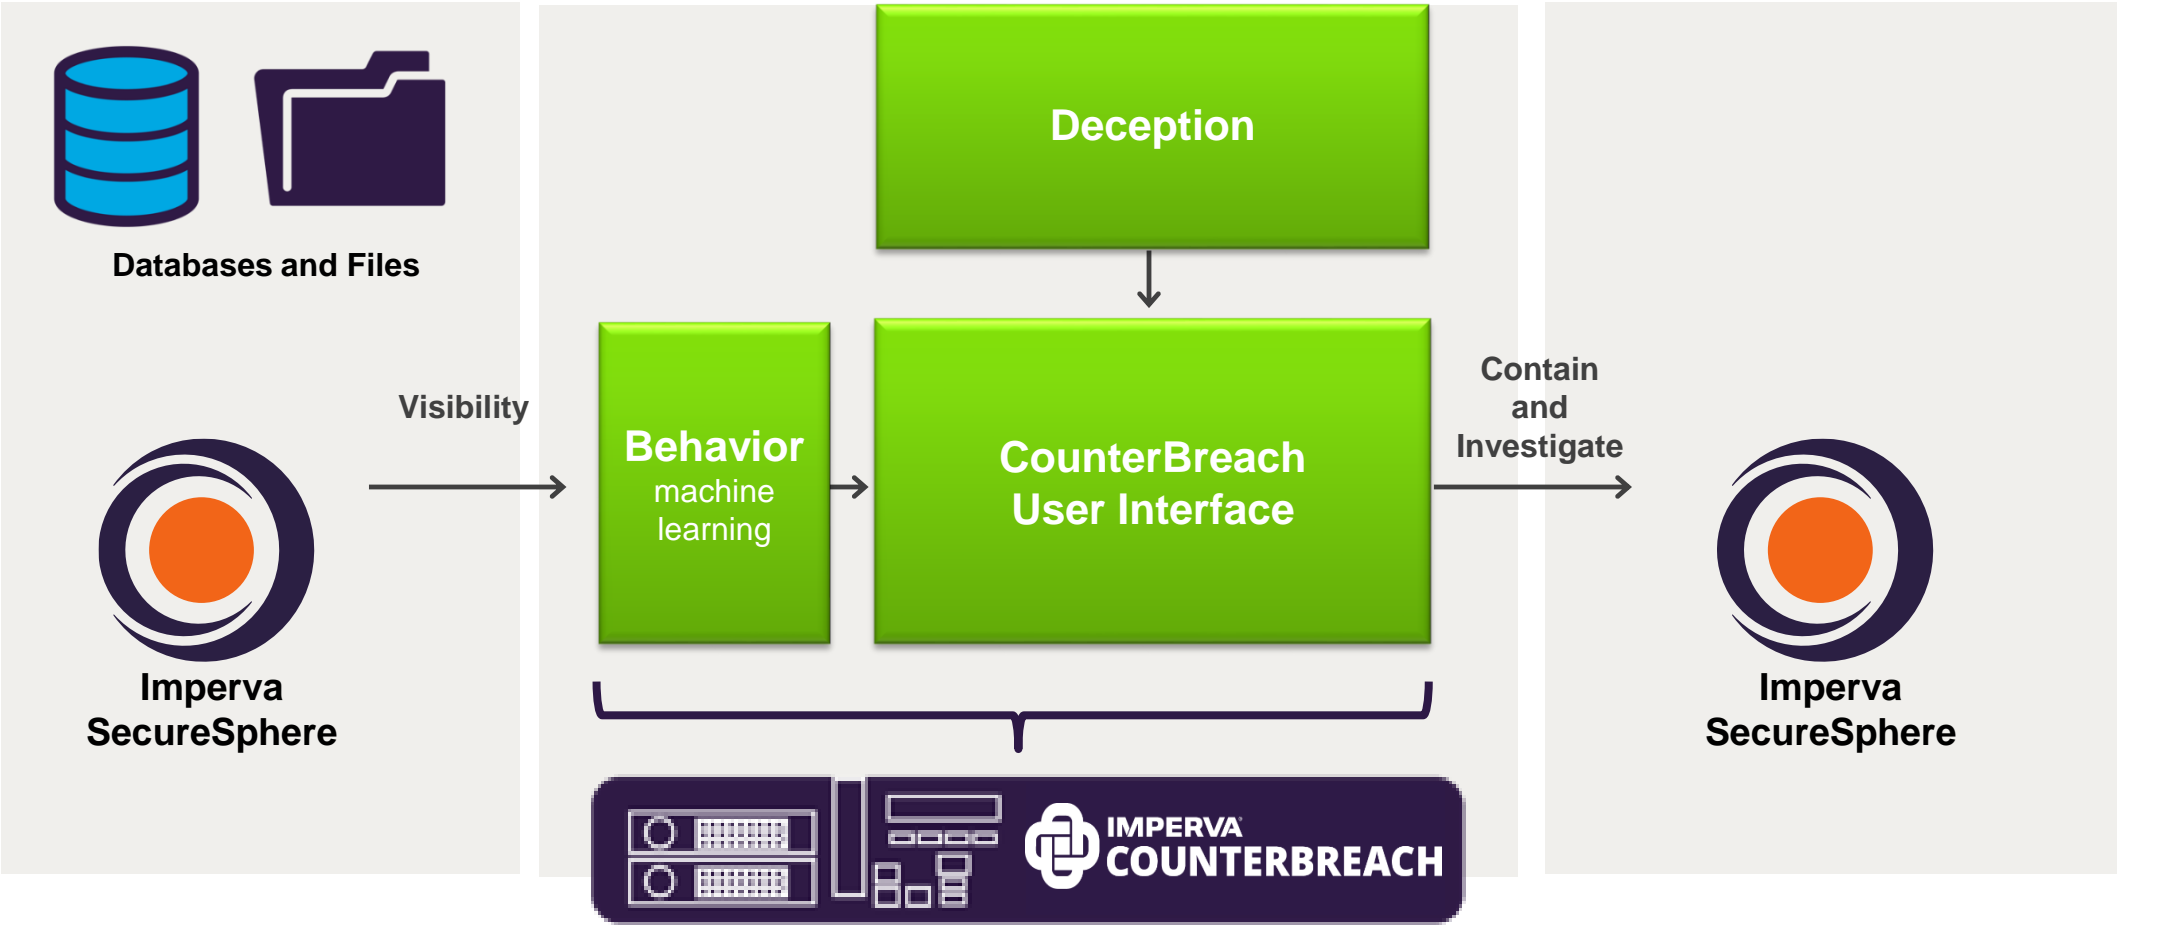 Databases and Files
Imperva
SecureSphere
Visibility
Deception
Behavior
machine
learning
CounterBreach
User Interface
Contain
and
Investigate
Imperva
SecureSphere
IMPERVA
COUNTERBREACH